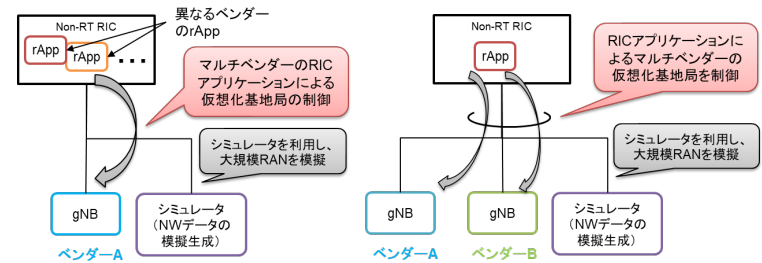 異なるベンダー
のrApp
Non-RT RIC
rApp
rApp
・・・
マルチベンダーのRIC
アプリケーションによる
仮想化基地局の制御
シミュレータを利用し、
大規模RANを模擬
gNB
シミュレータ
(NWデータの
模擬生成)
ベンダーA
Non-RT RIC
rApp
RICアプリケーションに
よるマルチベンダーの
仮想化基地局を制御
シミュレータを利用し、
大規模RANを模擬
gNB
gNB
シミュレータ
(NWデータの
模擬生成)
ベンダーA
ベンダーB